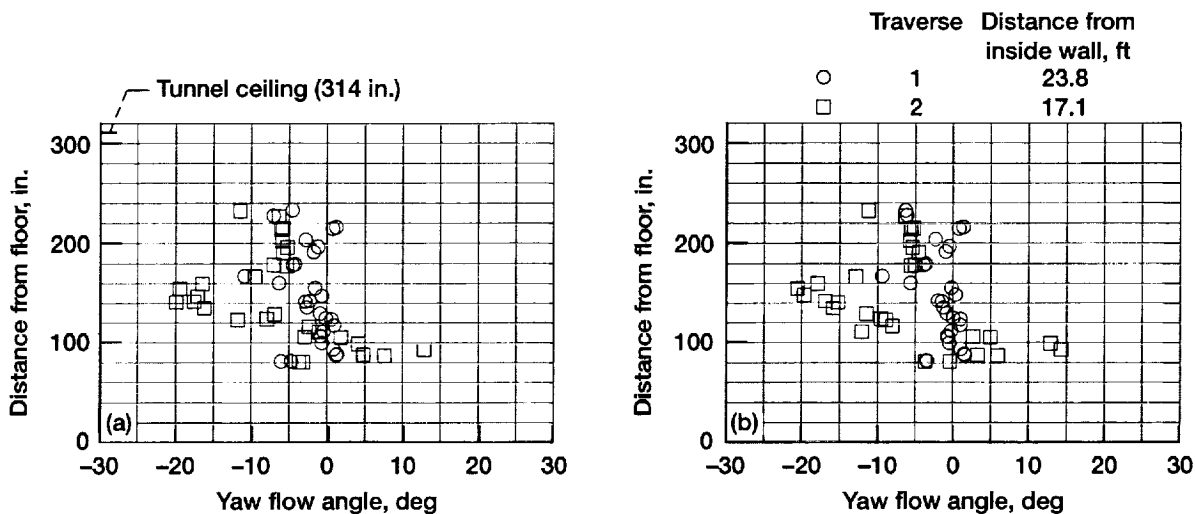 Traverse Distance from
inside wall, ft
1 23.8
2 17.1
Tunnel ceiling (314 in.)
Distance from floor, in.
300
200
100
0
(a)
–30 –20 –10 0 10 20 30
Yaw flow angle, deg
Distance from floor, in.
300
200
100
0
(b)
–30 –20 –10 0 10 20 30
Yaw flow angle, deg